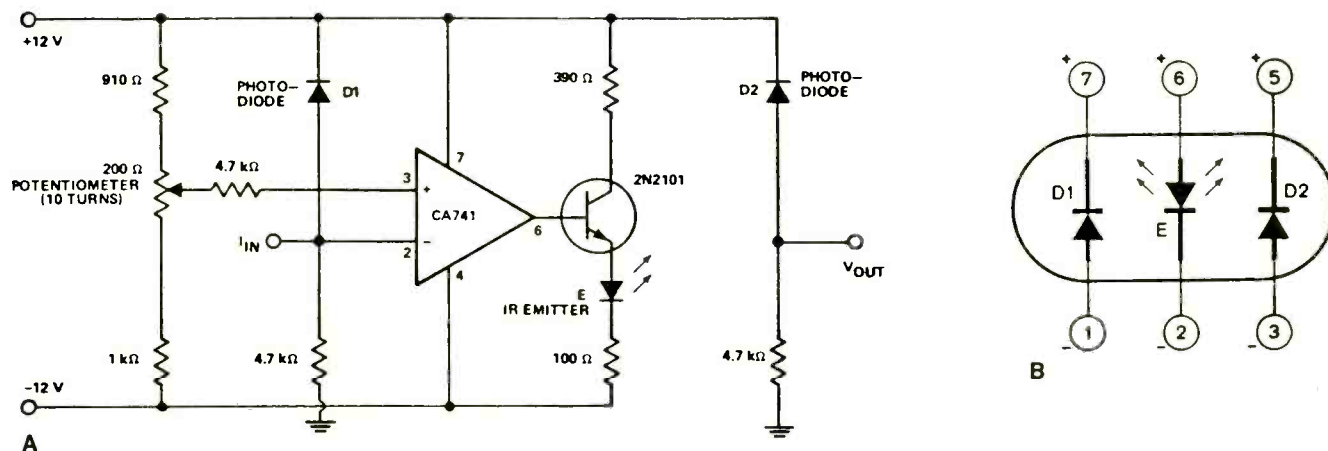 +12 V
910 Ω
PHOTO-
DIODE
D1
390 Ω
D2
PHOTO-
DIODE
200 Ω
POTENTIOMETER
(10 TURNS)
4.7 kΩ
7
3
+
CA741
2N2101
6
IIN
2
–
4
VOUT
E
IR EMITTER
1 kΩ
4.7 kΩ
100 Ω
4.7 kΩ
–12 V
A
+
7
+
6
+
5
D1
E
D2
–
1
–
2
–
3
B